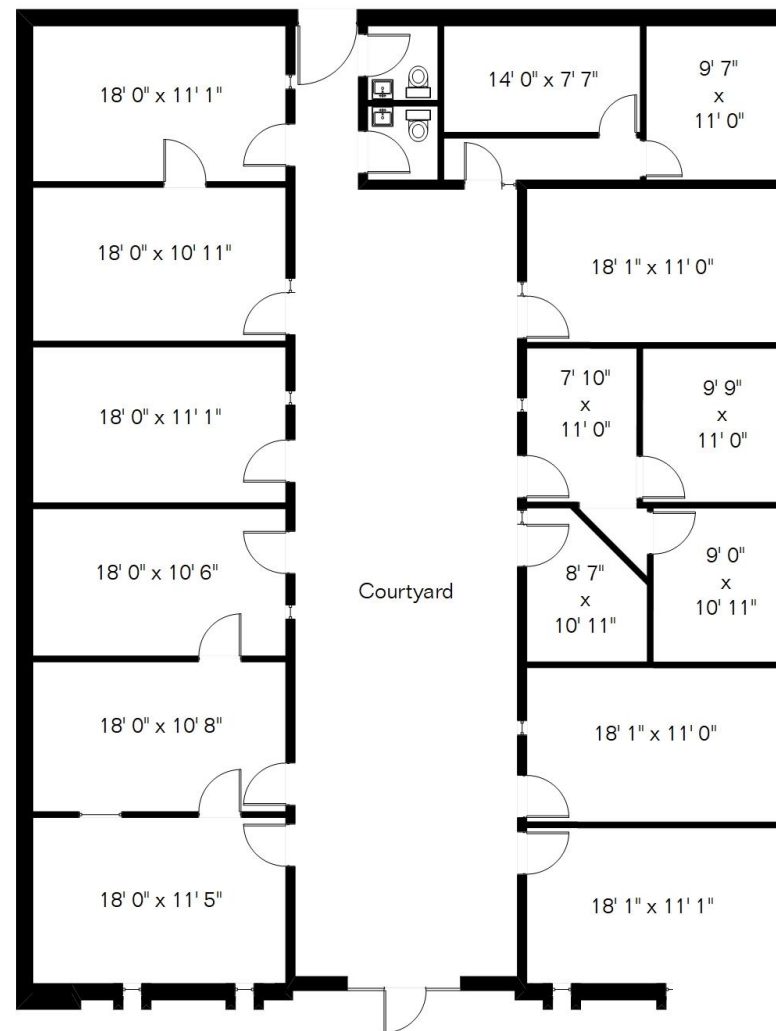 18' 0" x 11' 1"
14' 0" x 7' 7"
9' 7"
x
11' 0"
18' 0" x 10' 11"
18' 1" x 11' 0"
18' 0" x 11' 1"
7' 10"
x
11' 0"
9' 9"
x
11' 0"
18' 0" x 10' 6"
Courtyard
8' 7"
x
10' 11"
9' 0"
x
10' 11"
18' 0" x 10' 8"
18' 1" x 11' 0"
18' 0" x 11' 5"
18' 1" x 11' 1"